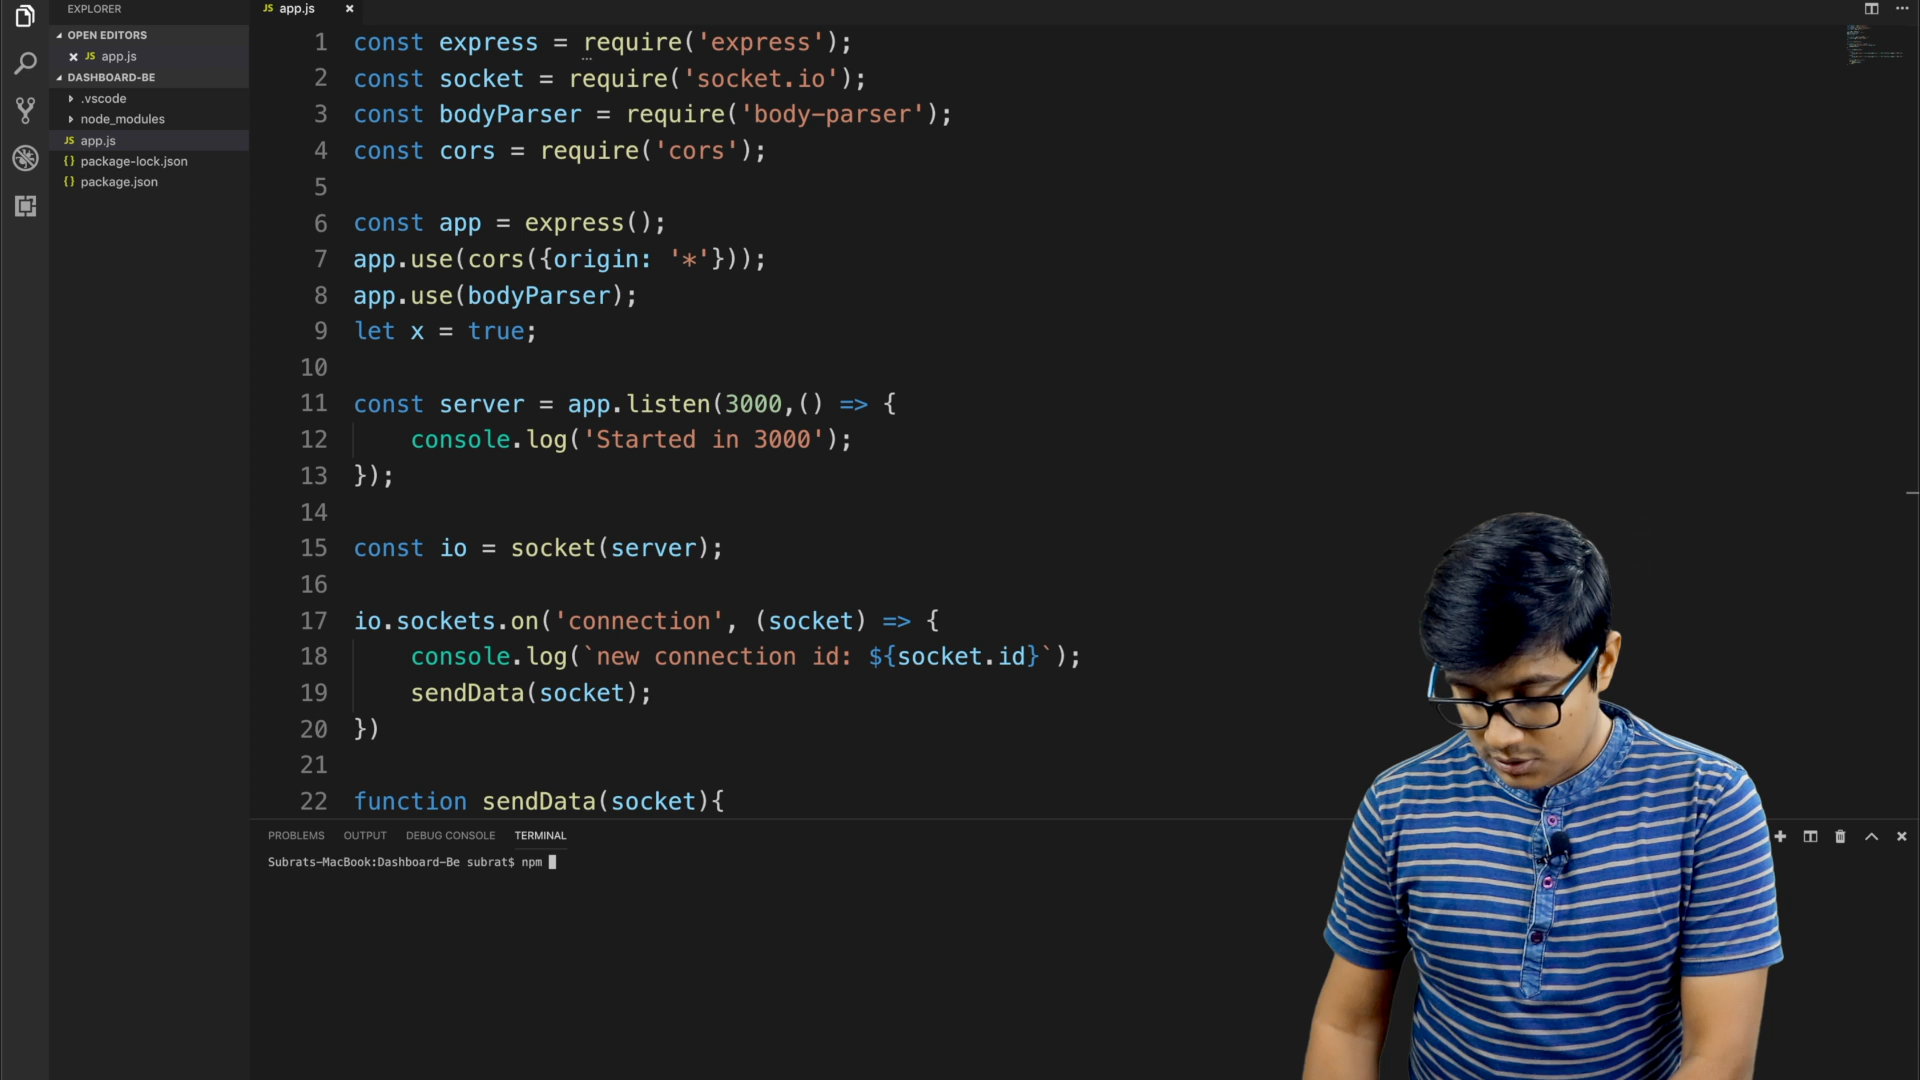 EXPLORER
OPEN EDITORS
JS app.js
DASHBOARD-BE
.vscode
node_modules
JS app.js
{} package-lock.json
{} package.json
JS app.js
1 const express = require('express');
2 const socket = require('socket.io');
3 const bodyParser = require('body-parser');
4 const cors = require('cors');
5
6 const app = express();
7 app.use(cors({origin: '*'}));
8 app.use(bodyParser);
9 let x = true;
10
11 const server = app.listen(3000,() => {
12 console.log('Started in 3000');
13 });
14
15 const io = socket(server);
16
17 io.sockets.on('connection', (socket) => {
18 console.log(`new connection id: ${socket.id}`);
19 sendData(socket);
20 })
21
22 function sendData(socket){
PROBLEMS OUTPUT DEBUG CONSOLE TERMINAL
Subrats-MacBook:Dashboard-Be subrat$ npm